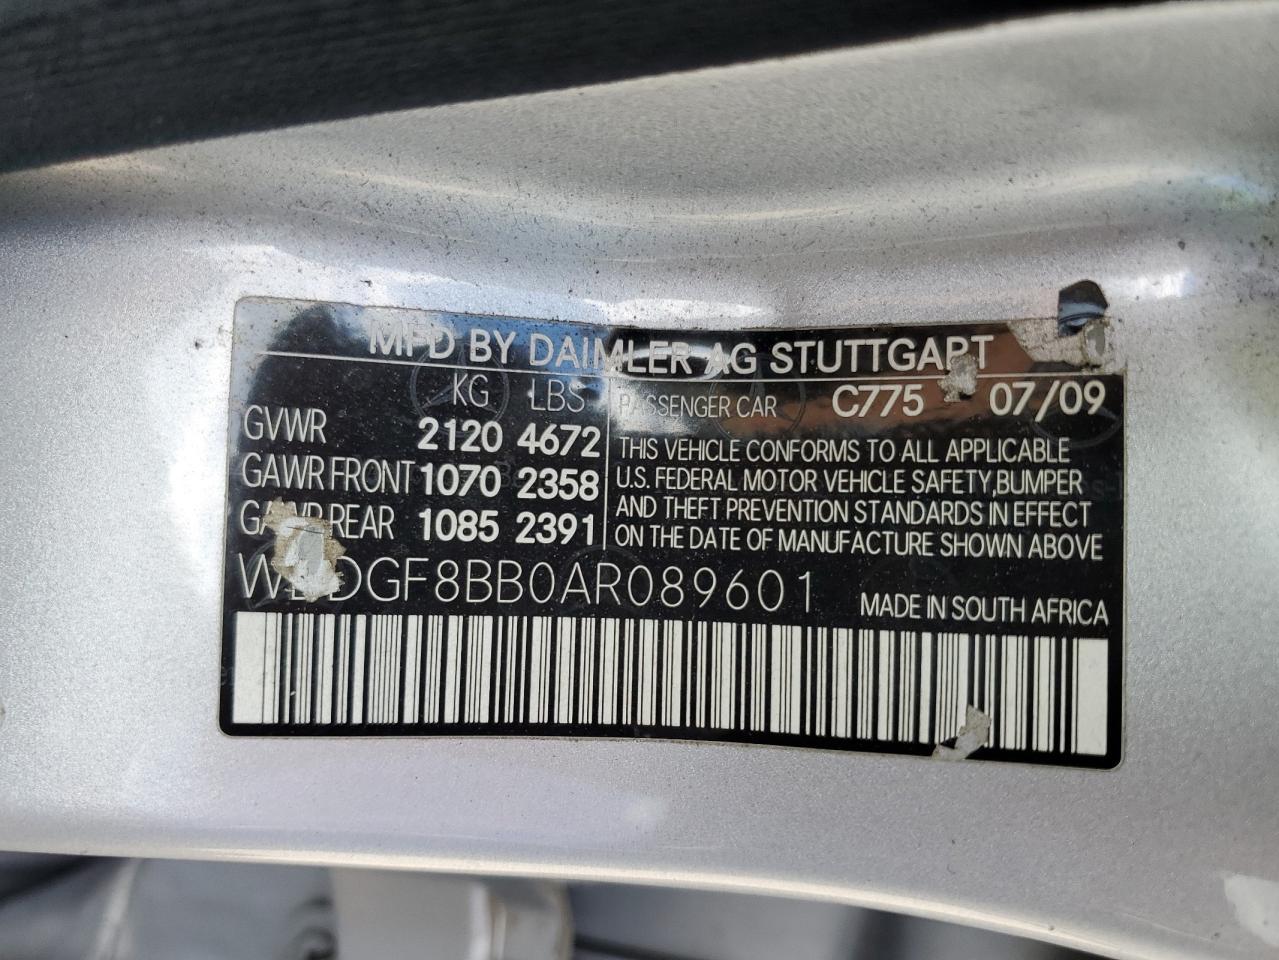 MFD BY DAIMLER AG STUTTGART
KG LBS
GVWR 2120 4672
GAWR FRONT 1070 2358
GAWR REAR 1085 2391
PASSENGER CAR C775 07/09
THIS VEHICLE CONFORMS TO ALL APPLICABLE
U.S. FEDERAL MOTOR VEHICLE SAFETY, BUMPER
AND THEFT PREVENTION STANDARDS IN EFFECT
ON THE DATE OF MANUFACTURE SHOWN ABOVE
WDDGF8BB0AR089601 MADE IN SOUTH AFRICA